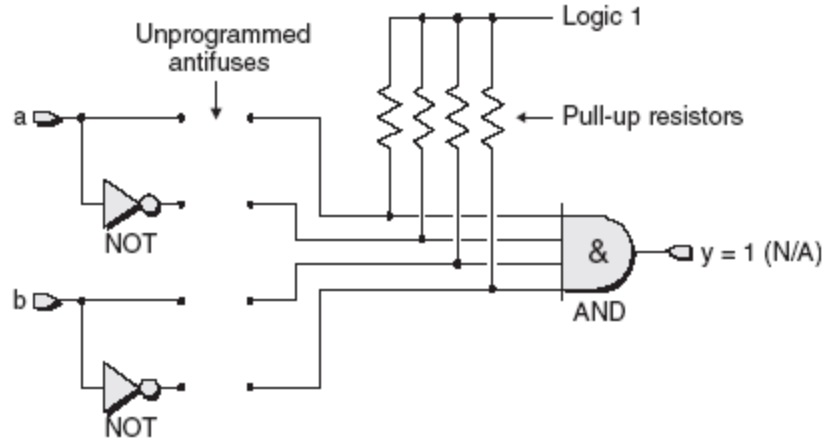 Logic 1
Unprogrammed
antifuses
a
Pull-up resistors
NOT
&
y = 1 (N/A)
b
AND
NOT